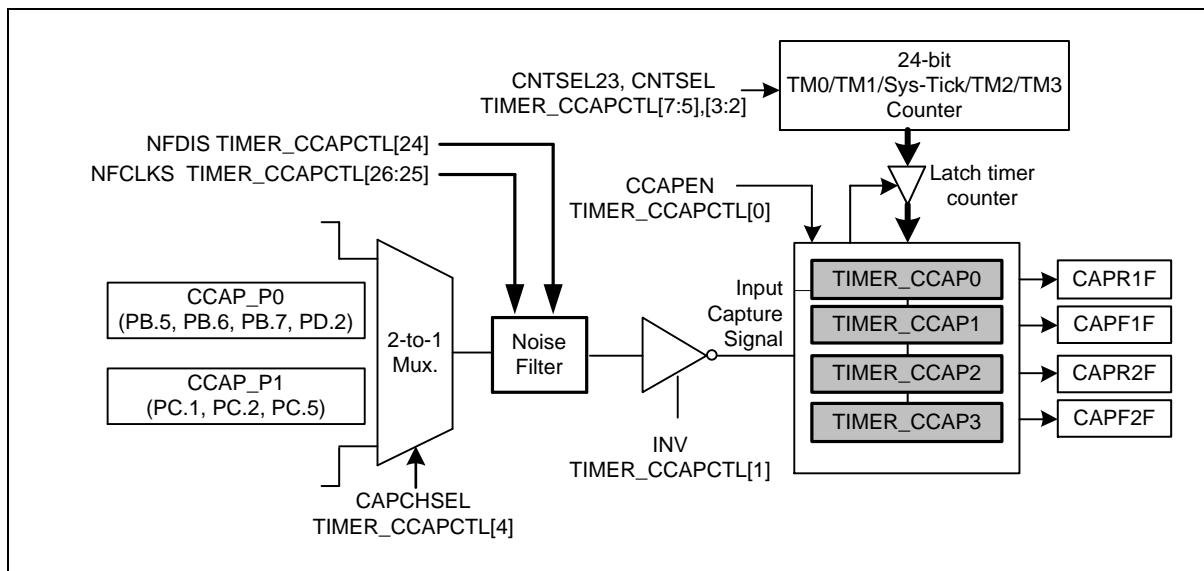 24-bit
TM0/TM1/Sys-Tick/TM2/TM3
Counter
CNTSEL23, CNTSEL
TIMER_CCAPCTL[7:5],[3:2]
NFDIS TIMER_CCAPCTL[24]
NFCLKS TIMER_CCAPCTL[26:25]
CCAPEN
TIMER_CCAPCTL[0]
Latch timer
counter
CCAP_P0
(PB.5, PB.6, PB.7, PD.2)
CCAP_P1
(PC.1, PC.2, PC.5)
2-to-1
Mux.
CAPCHSEL
TIMER_CCAPCTL[4]
Noise
Filter
INV
TIMER_CCAPCTL[1]
Input
Capture
Signal
TIMER_CCAP0
TIMER_CCAP1
TIMER_CCAP2
TIMER_CCAP3
CAPR1F
CAPF1F
CAPR2F
CAPF2F